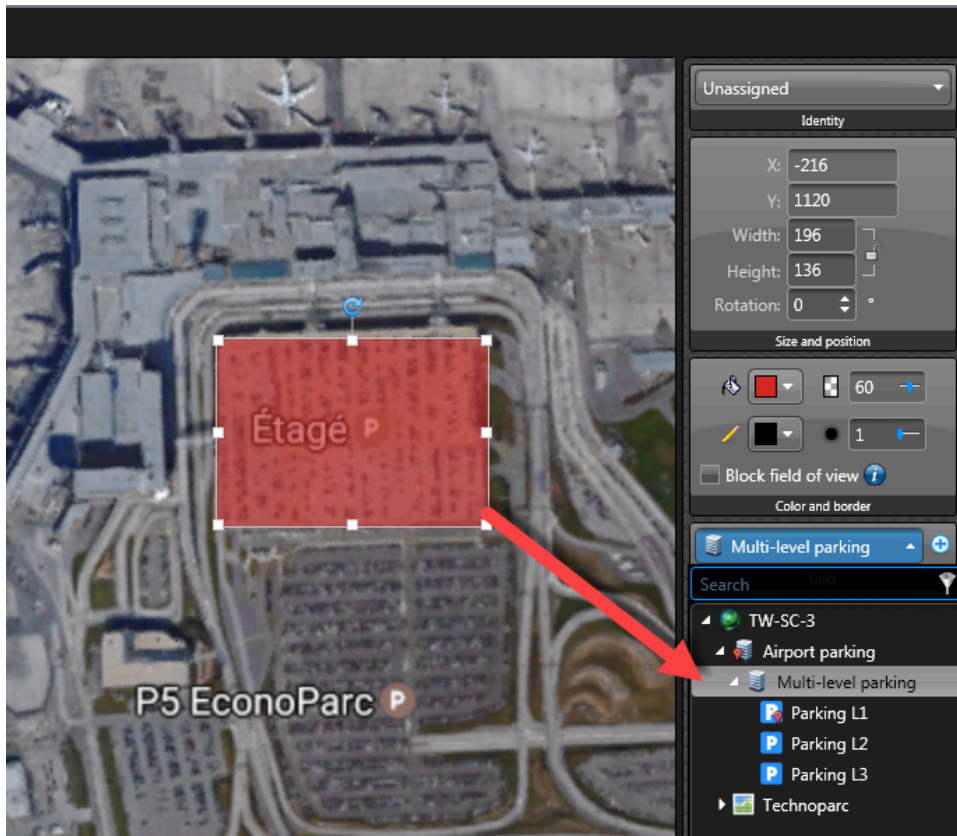 Unassigned
Identity
X: -216
Y: 1120
Width: 196
Height: 136
Rotation: 0 °
Size and position
60
1
Block field of view
Color and border
Multi-level parking
Search
Links
TW-SC-3
Airport parking
Multi-level parking
Parking L1
Parking L2
Parking L3
Technoparc
Étagé P
P5 EconoParc P